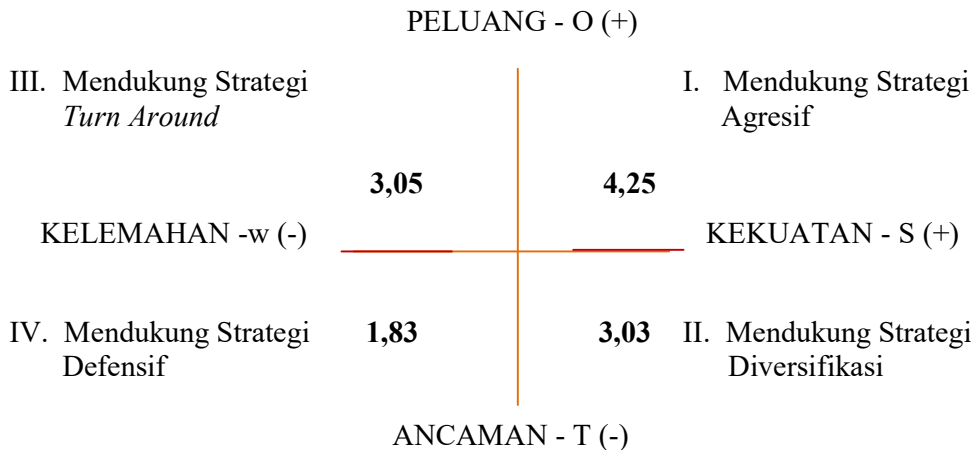 PELUANG - O (+)
III. Mendukung Strategi
Turn Around
I. Mendukung Strategi
Agresif
3,05
4,25
KELEMAHAN -w (-)
KEKUATAN - S (+)
IV. Mendukung Strategi
Defensif
1,83
3,03
II. Mendukung Strategi
Diversifikasi
ANCAMAN - T (-)